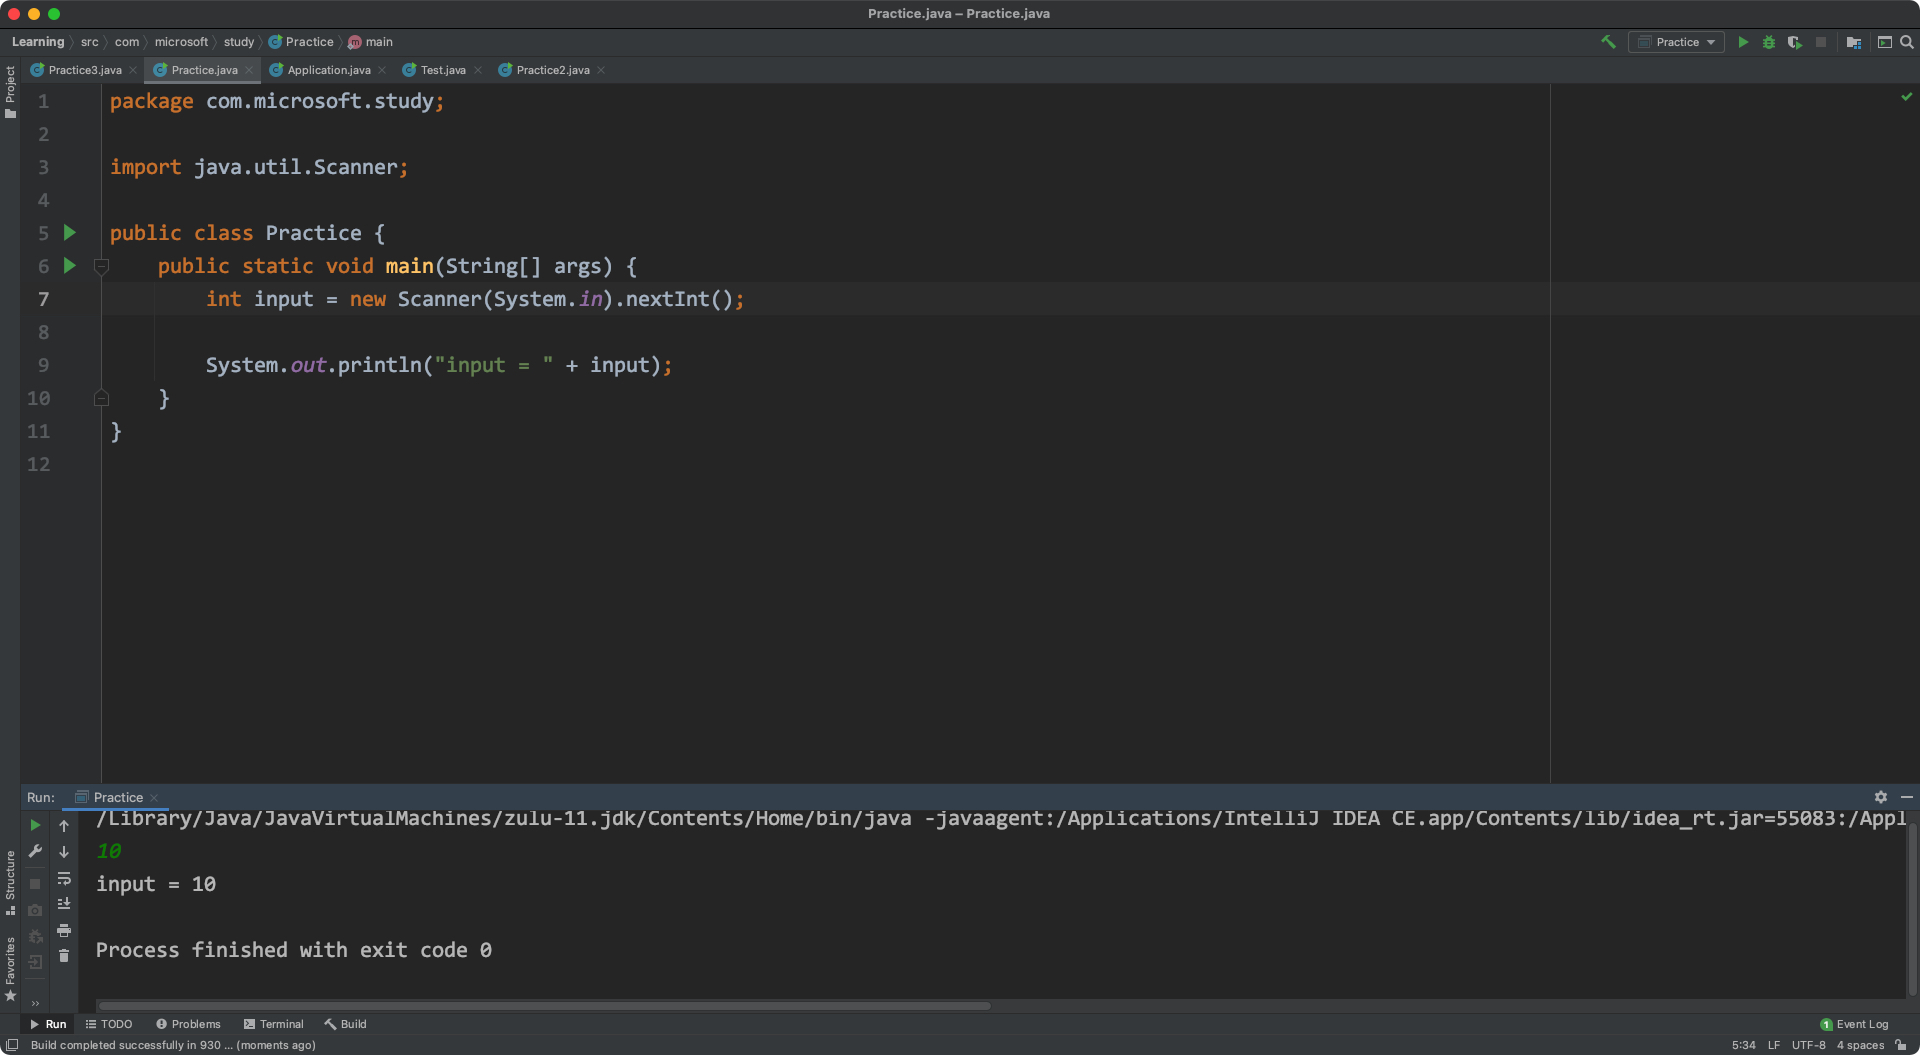 Practice.java – Practice.java
Learning src com microsoft study Practice main
Practice
Practice3.java Practice.java Application.java Test.java Practice2.java
Project
1 package com.microsoft.study;
2
3 import java.util.Scanner;
4
5 public class Practice {
6 public static void main(String[] args) {
7 int input = new Scanner(System.in).nextInt();
8
9 System.out.println("input = " + input);
10 }
11 }
12
Run: Practice
/Library/Java/JavaVirtualMachines/zulu-11.jdk/Contents/Home/bin/java -javaagent:/Applications/IntelliJ IDEA CE.app/Contents/lib/idea_rt.jar=55083:/Appl
10
input = 10
Process finished with exit code 0
Structure
Favorites
Run TODO Problems Terminal Build 1 Event Log
Build completed successfully in 930 ... (moments ago) 5:34 LF UTF-8 4 spaces